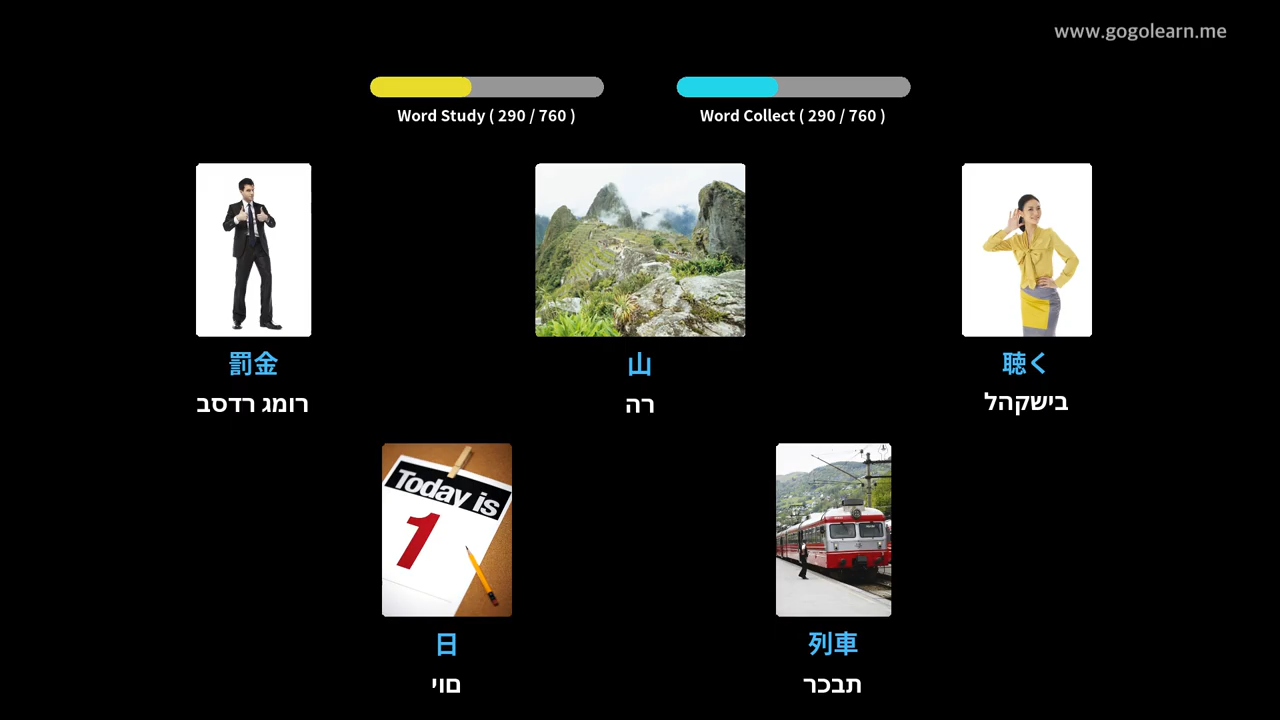 www.gogolearn.me
Word Study ( 290 / 760 )
Word Collect ( 290 / 760 )
罰金
רומג רדסב
山
רה
聴く
בישקהל
日
םוי
列車
תבכר
Today is
1